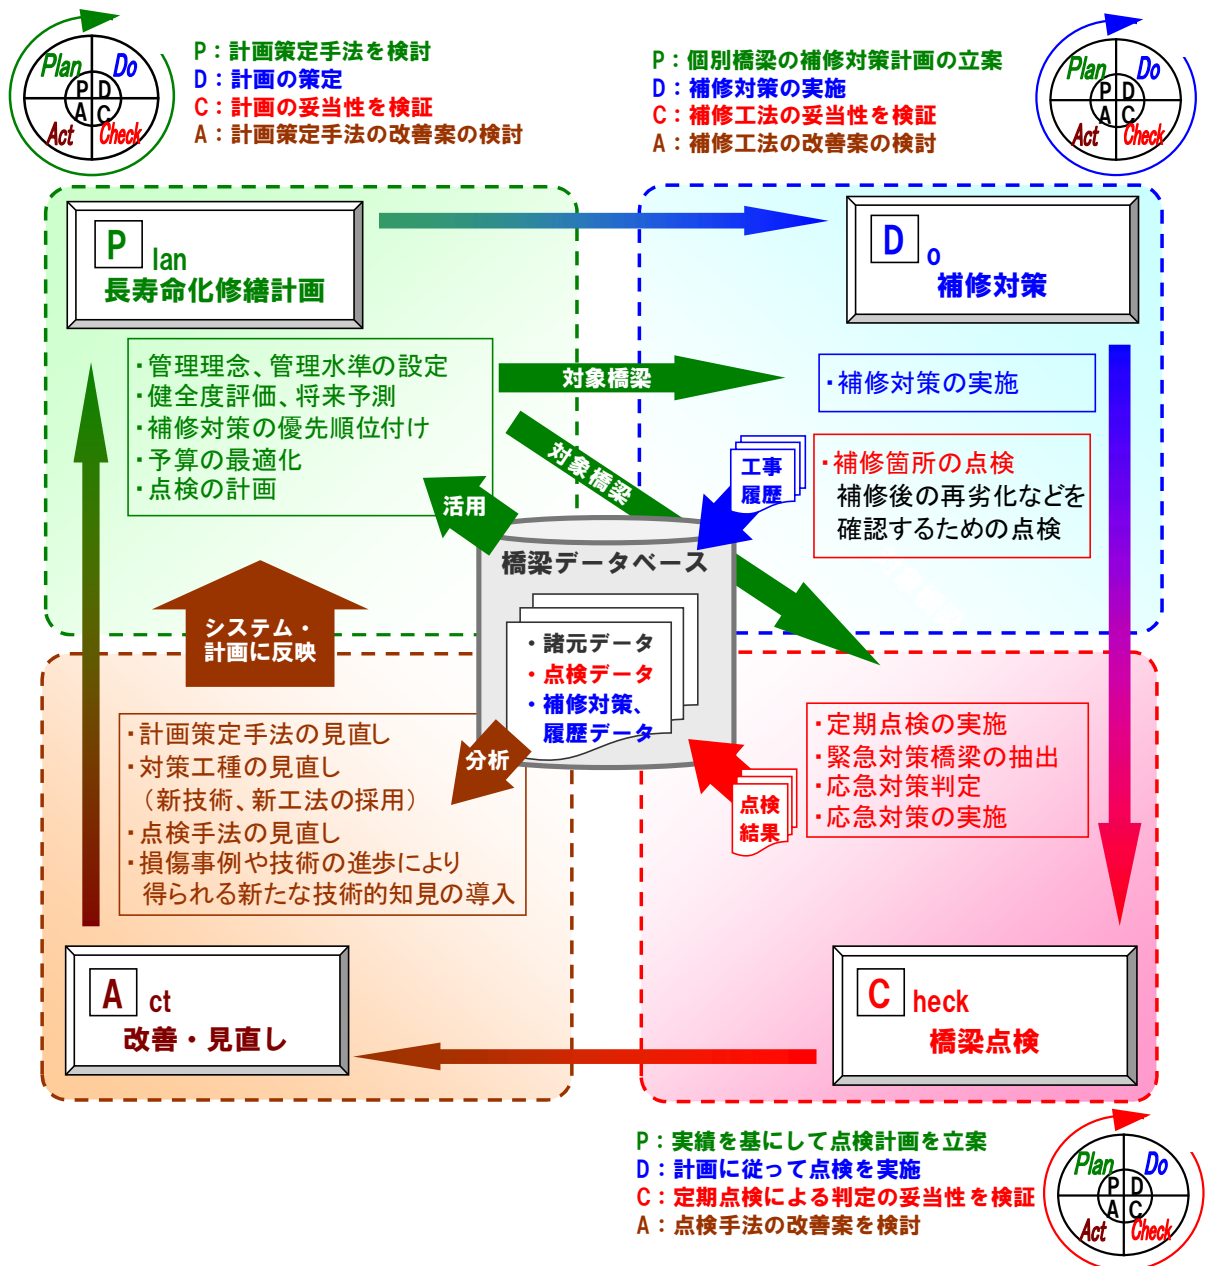 Plan
Do
P
D
A
C
Act
Check
P：計画策定手法を検討
D：計画の策定
C：計画の妥当性を検証
A：計画策定手法の改善案の検討
P：個別橋梁の補修対策計画の立案
D：補修対策の実施
C：補修工法の妥当性を検証
A：補修工法の改善案の検討
Plan
Do
P
D
A
C
Act
Check
P lan
長寿命化修繕計画
D o
補修対策
・管理理念、管理水準の設定
・健全度評価、将来予測
・補修対策の優先順位付け
・予算の最適化
・点検の計画
対象橋梁
対象橋梁
・補修対策の実施
・補修箇所の点検
補修後の再劣化などを
確認するための点検
工事
履歴
活用
橋梁データベース
・諸元データ
・点検データ
・補修対策、
履歴データ
システム・
計画に反映
分析
・計画策定手法の見直し
・対策工種の見直し
（新技術、新工法の採用）
・点検手法の見直し
・損傷事例や技術の進歩により
得られる新たな技術的知見の導入
点検
結果
・定期点検の実施
・緊急対策橋梁の抽出
・応急対策判定
・応急対策の実施
A ct
改善・見直し
C heck
橋梁点検
P：実績を基にして点検計画を立案
D：計画に従って点検を実施
C：定期点検による判定の妥当性を検証
A：点検手法の改善案を検討
Plan
Do
P
D
A
C
Act
Check